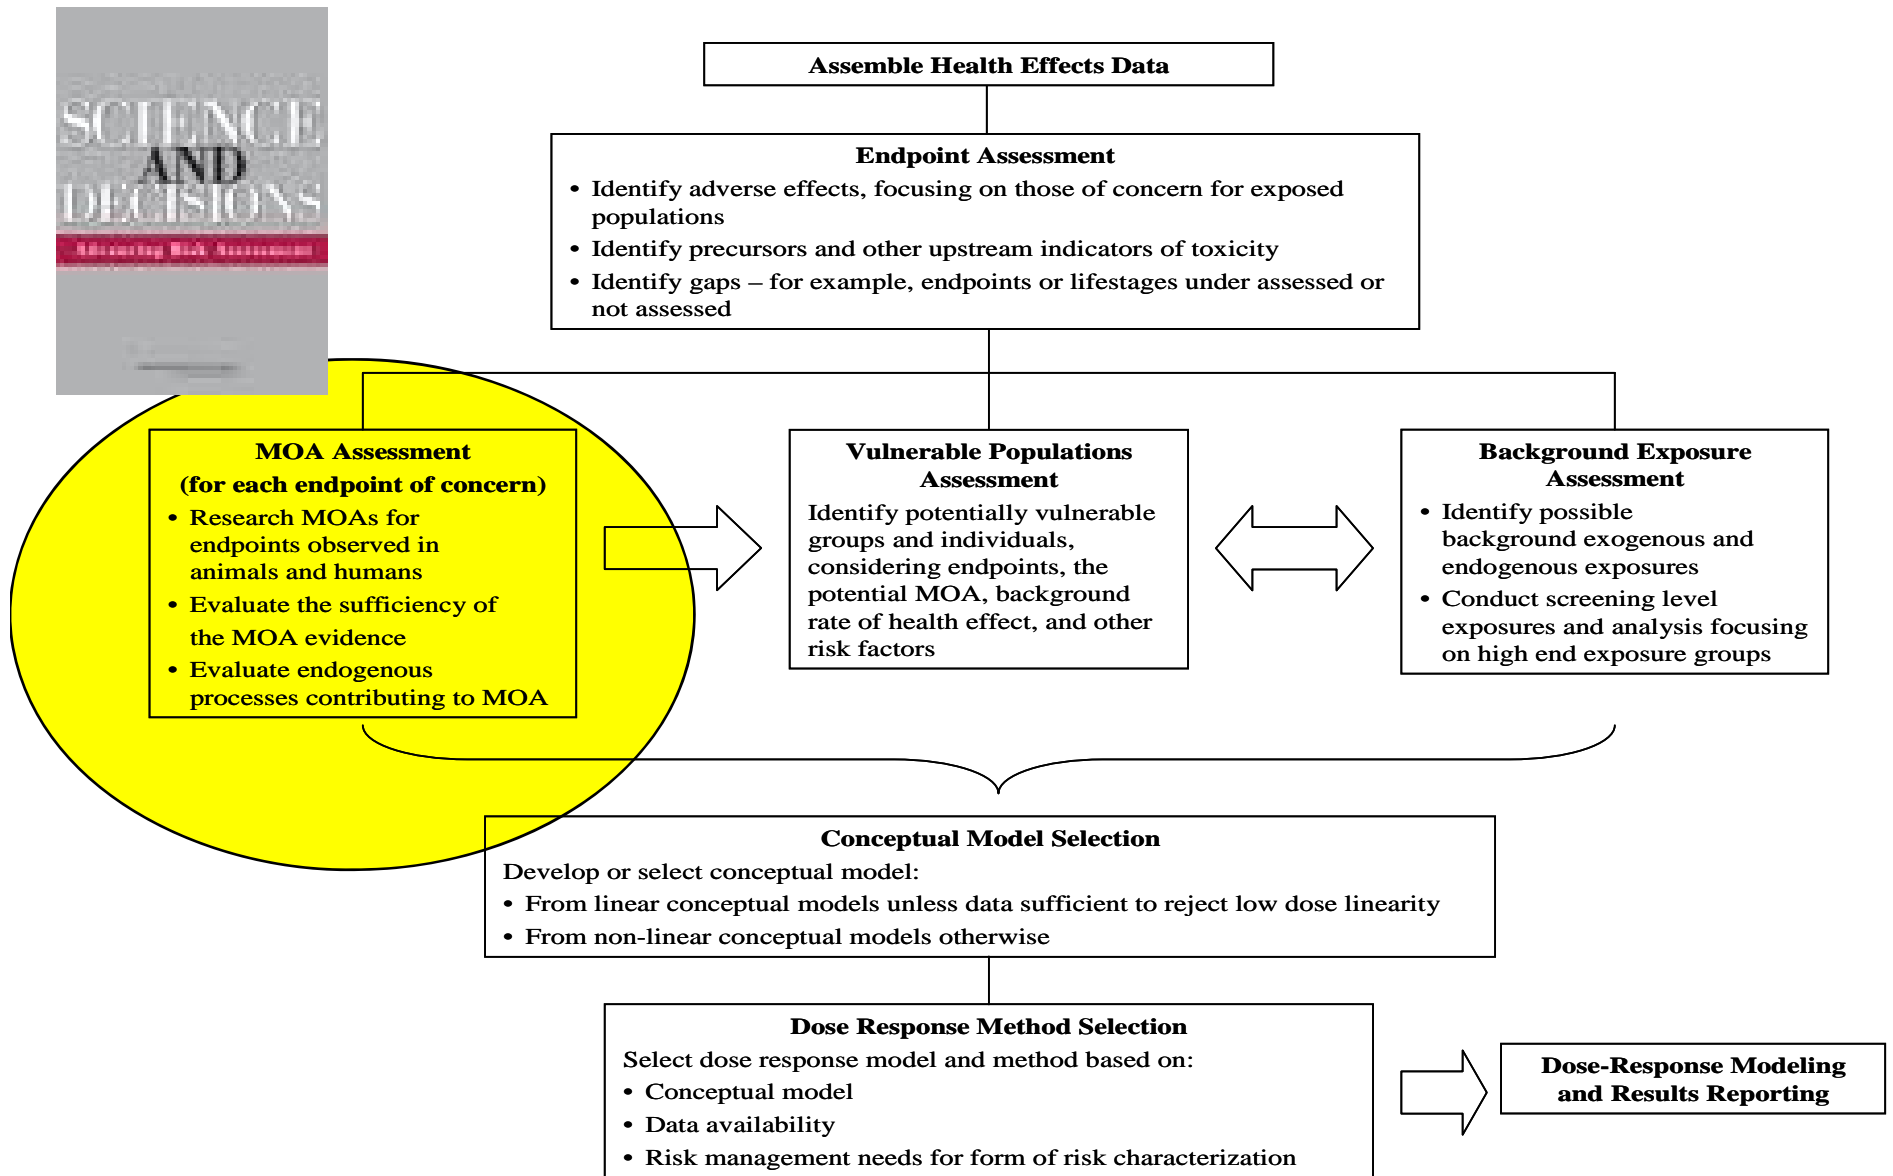 SCIENCE
AND
DECISIONS
Advancing Risk Assessment
Assemble Health Effects Data
Endpoint Assessment
• Identify adverse effects, focusing on those of concern for exposed
populations
• Identify precursors and other upstream indicators of toxicity
• Identify gaps – for example, endpoints or lifestages under assessed or
not assessed
MOA Assessment
(for each endpoint of concern)
• Research MOAs for
endpoints observed in
animals and humans
• Evaluate the sufficiency of
the MOA evidence
• Evaluate endogenous
processes contributing to MOA
Vulnerable Populations
Assessment
Identify potentially vulnerable
groups and individuals,
considering endpoints, the
potential MOA, background
rate of health effect, and other
risk factors
Background Exposure
Assessment
• Identify possible
background exogenous and
endogenous exposures
• Conduct screening level
exposures and analysis focusing
on high end exposure groups
Conceptual Model Selection
Develop or select conceptual model:
• From linear conceptual models unless data sufficient to reject low dose linearity
• From non-linear conceptual models otherwise
Dose Response Method Selection
Select dose response model and method based on:
• Conceptual model
• Data availability
• Risk management needs for form of risk characterization
Dose-Response Modeling
and Results Reporting